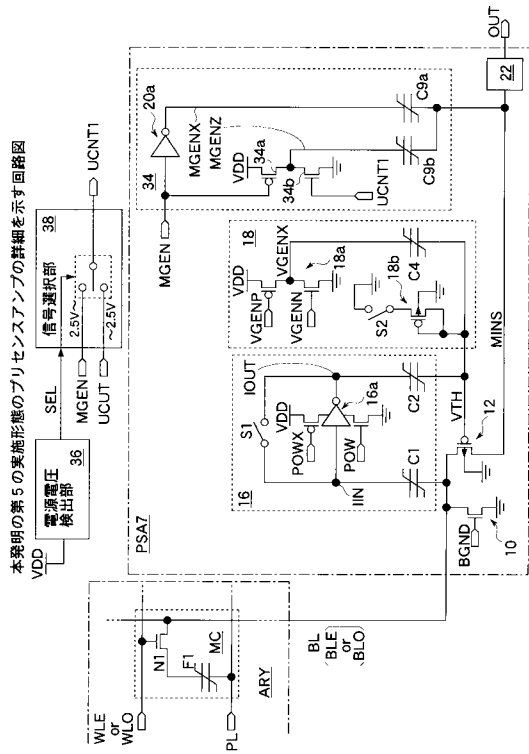 本発明の第5の実施形態のプリセンスアンプの詳細を示す回路図
VDD
36
電源電圧
検出部
SEL
38
信号選択部
2.5V～
～2.5V
MGEN
UCUT
UCNT1
WLE
or
WLO
PL
N1
F1
MC
ARY
BL
BLE
or
BLO
PSA7
16
S1
IOUT
VDD
POWX
POW
16a
IIN
C1
C2
VTH
12
BGND
10
18
VDD
VGENP
VGENN
VGENX
18a
S2
18b
C4
MINS
MGEN
34
20a
MGENX
MGENZ
VDD
34a
34b
UCNT1
C9a
C9b
22
OUT